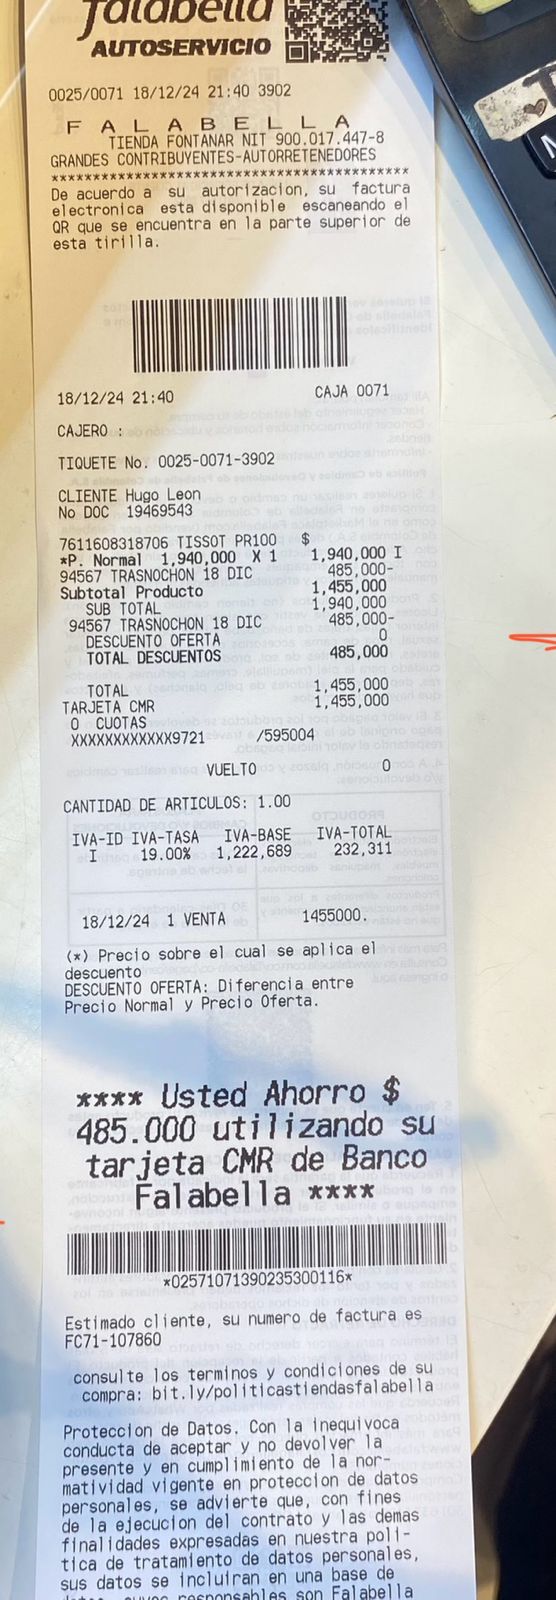 falabella
AUTOSERVICIO
0025/0071 18/12/24 21:40 3902
F A L A B E L L A
TIENDA FONTANAR NIT 900.017.447-8
GRANDES CONTRIBUYENTES-AUTORRETENEDORES
******************************************
De acuerdo a su autorizacion, su factura
electronica esta disponible escaneando el
QR que se encuentra en la parte superior de
esta tirilla.
18/12/24 21:40 CAJA 0071
CAJERO :
TIQUETE No. 0025-0071-3902
CLIENTE Hugo Leon
No DOC 19469543
7611608318706 TISSOT PR100 $
*P. Normal 1,940,000 X 1 1,940,000 I
94567 TRASNOCHON 18 DIC 485,000-
Subtotal Producto 1,455,000
SUB TOTAL 1,940,000
94567 TRASNOCHON 18 DIC 485,000-
DESCUENTO OFERTA 0
TOTAL DESCUENTOS 485,000
TOTAL 1,455,000
TARJETA CMR 1,455,000
0 CUOTAS
XXXXXXXXXXXX9721 /595004
VUELTO 0
CANTIDAD DE ARTICULOS: 1.00
IVA-ID IVA-TASA IVA-BASE IVA-TOTAL
I 19.00% 1,222,689 232,311
18/12/24 1 VENTA 1455000.
(*) Precio sobre el cual se aplica el
descuento
DESCUENTO OFERTA: Diferencia entre
Precio Normal y Precio Oferta.
**** Usted Ahorro $
485.000 utilizando su
tarjeta CMR de Banco
Falabella ****
*02571071390235300116*
Estimado cliente, su numero de factura es
FC71-107860
consulte los terminos y condiciones de su
compra: bit.ly/politicastiendasfalabella
Proteccion de Datos. Con la inequivoca
conducta de aceptar y no devolver la
presente y en cumplimiento de la nor-
matividad vigente en proteccion de datos
personales, se advierte que, con fines
de la ejecucion del contrato y las demas
finalidades expresadas en nuestra poli-
tica de tratamiento de datos personales,
sus datos se incluiran en una base de
responsables son Falabella